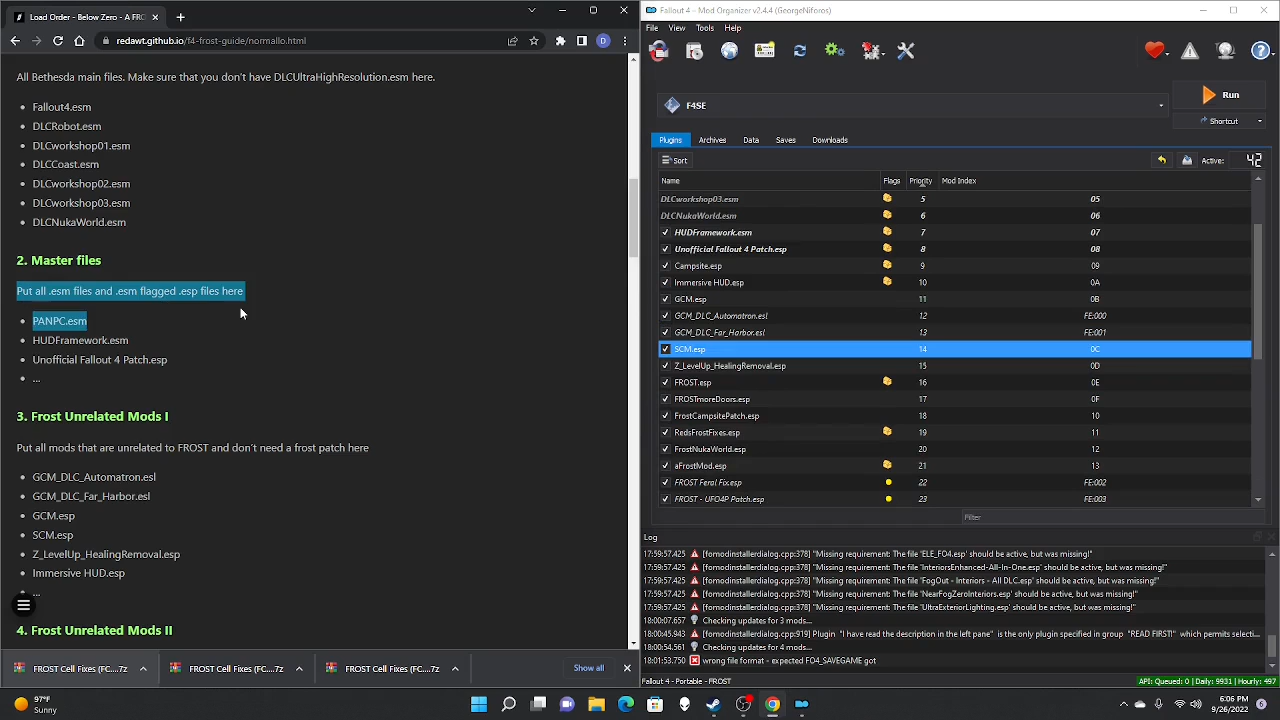 Load Order - Below Zero - A FRO
Fallout 4 - Mod Organizer v2.4.4 (GeorgeNiforos)
redawt.github.io/f4-frost-guide/normallo.html
D
File View Tools Help
All Bethesda main files. Make sure that you don't have DLCUltraHighResolution.esm here.
Fallout4.esm
DLCRobot.esm
DLCworkshop01.esm
DLCCoast.esm
DLCworkshop02.esm
DLCworkshop03.esm
DLCNukaWorld.esm
2. Master files
Put all .esm files and .esm flagged .esp files here
PANPC.esm
HUDFramework.esm
Unofficial Fallout 4 Patch.esp
...
3. Frost Unrelated Mods I
Put all mods that are unrelated to FROST and don't need a frost patch here
GCM_DLC_Automatron.esl
GCM_DLC_Far_Harbor.esl
GCM.esp
SCM.esp
Z_LevelUp_HealingRemoval.esp
Immersive HUD.esp
...
4. Frost Unrelated Mods II
FROST Cell Fixes (FC....7z
FROST Cell Fixes (FC....7z
FROST Cell Fixes (FC....7z
Show all
F4SE
Run
Shortcut
Plugins Archives Data Saves Downloads
Sort
Active: 42
Name Flags Priority Mod Index
DLCworkshop03.esm 5 05
DLCNukaWorld.esm 6 06
HUDFramework.esm 7 07
Unofficial Fallout 4 Patch.esp 8 08
Campsite.esp 9 09
Immersive HUD.esp 10 0A
GCM.esp 11 0B
GCM_DLC_Automatron.esl 12 FE:000
GCM_DLC_Far_Harbor.esl 13 FE:001
SCM.esp 14 0C
Z_LevelUp_HealingRemoval.esp 15 0D
FROST.esp 16 0E
FROSTmoreDoors.esp 17 0F
FrostCampsitePatch.esp 18 10
RedsFrostFixes.esp 19 11
FrostNukaWorld.esp 20 12
aFrostMod.esp 21 13
FROST Feral Fix.esp 22 FE:002
FROST - UFO4P Patch.esp 23 FE:003
Filter
Log
17:59:57.425 [fomodinstallerdialog.cpp:378] "Missing requirement: The file 'ELE_FO4.esp' should be active, but was missing!"
17:59:57.425 [fomodinstallerdialog.cpp:378] "Missing requirement: The file 'InteriorsEnhanced-All-In-One.esp' should be active, but was missing!"
17:59:57.425 [fomodinstallerdialog.cpp:378] "Missing requirement: The file 'FogOut - Interiors - All DLC.esp' should be active, but was missing!"
17:59:57.425 [fomodinstallerdialog.cpp:378] "Missing requirement: The file 'NearFogZeroInteriors.esp' should be active, but was missing!"
17:59:57.425 [fomodinstallerdialog.cpp:378] "Missing requirement: The file 'UltraExteriorLighting.esp' should be active, but was missing!"
18:00:07.657 Checking updates for 3 mods...
18:00:45.943 [fomodinstallerdialog.cpp:919] Plugin "I have read the description in the left pane" is the only plugin specified in group "READ FIRST!" which permits selecti...
18:00:54.561 Checking updates for 4 mods...
18:01:53.750 wrong file format - expected FO4_SAVEGAME got
Fallout 4 - Portable - FROST
API: Queued: 0 | Daily: 9931 | Hourly: 497
97°F
Sunny
6:06 PM
9/26/2022